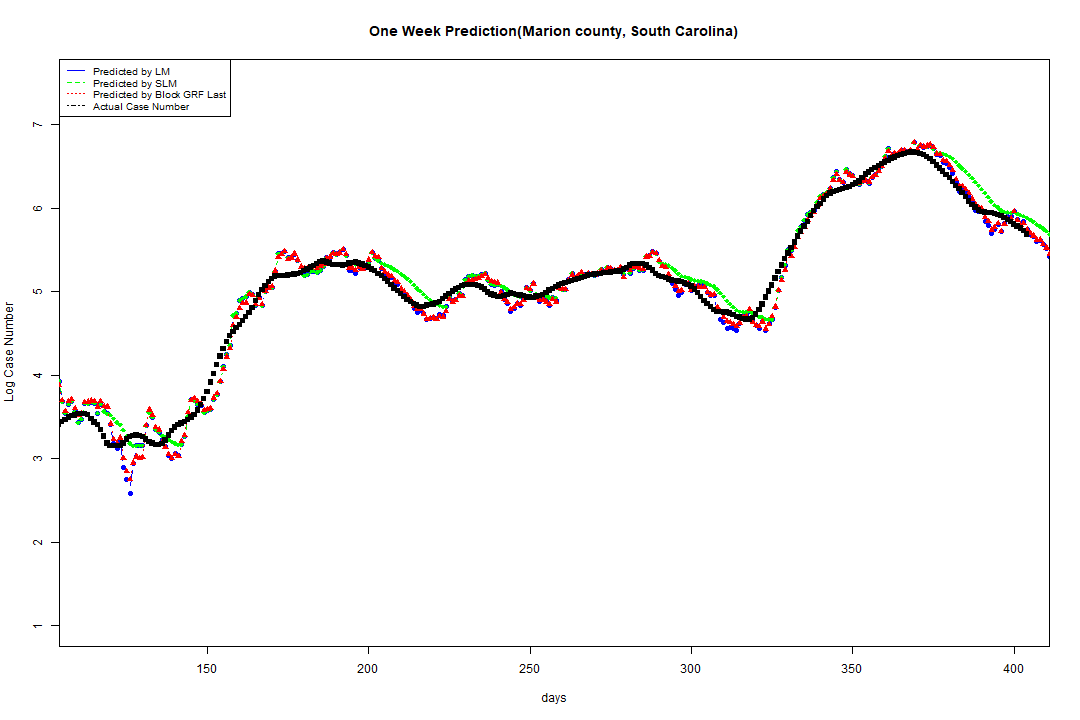 One Week Prediction(Marion county, South Carolina)
Predicted by LM
Predicted by SLM
Predicted by Block GRF Last
Actual Case Number
Log Case Number
7
6
5
4
3
2
1
150 200 250 300 350 400
days